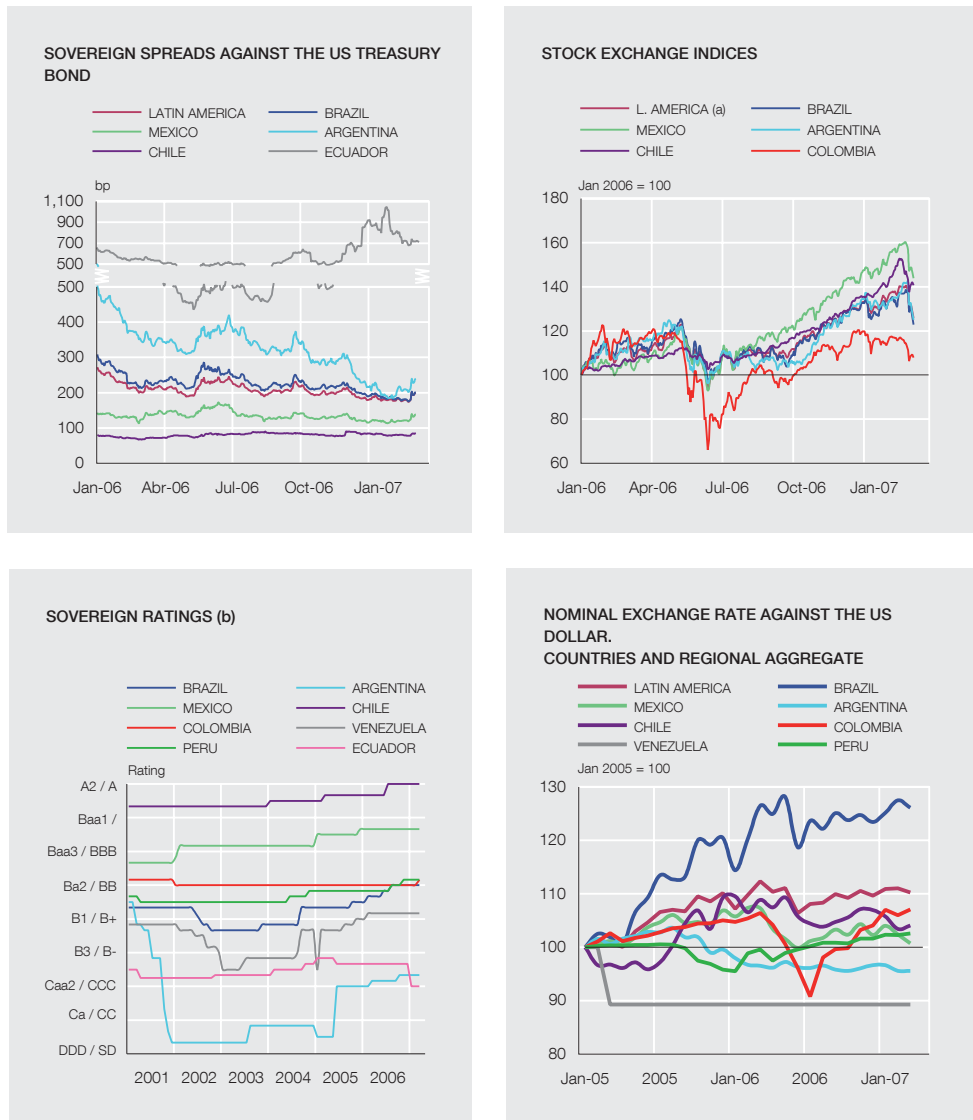 SOVEREIGN SPREADS AGAINST THE US TREASURY
BOND
LATIN AMERICA
BRAZIL
MEXICO
ARGENTINA
CHILE
ECUADOR
bp
1,100
900
700
500
500
400
300
200
100
0
Jan-06 Apr-06 Jul-06 Oct-06 Jan-07
STOCK EXCHANGE INDICES
L. AMERICA (a)
BRAZIL
MEXICO
ARGENTINA
CHILE
COLOMBIA
Jan 2006 = 100
180
160
140
120
100
80
60
Jan-06 Apr-06 Jul-06 Oct-06 Jan-07
SOVEREIGN RATINGS (b)
BRAZIL
ARGENTINA
MEXICO
CHILE
COLOMBIA
VENEZUELA
PERU
ECUADOR
Rating
A2 / A
Baa1 /
Baa3 / BBB
Ba2 / BB
B1 / B+
B3 / B-
Caa2 / CCC
Ca / CC
DDD / SD
2001 2002 2003 2004 2005 2006
NOMINAL EXCHANGE RATE AGAINST THE US
DOLLAR.
COUNTRIES AND REGIONAL AGGREGATE
LATIN AMERICA
BRAZIL
MEXICO
ARGENTINA
CHILE
COLOMBIA
VENEZUELA
PERU
Jan 2005 = 100
130
120
110
100
90
80
Jan-05 2005 Jan-06 2006 Jan-07